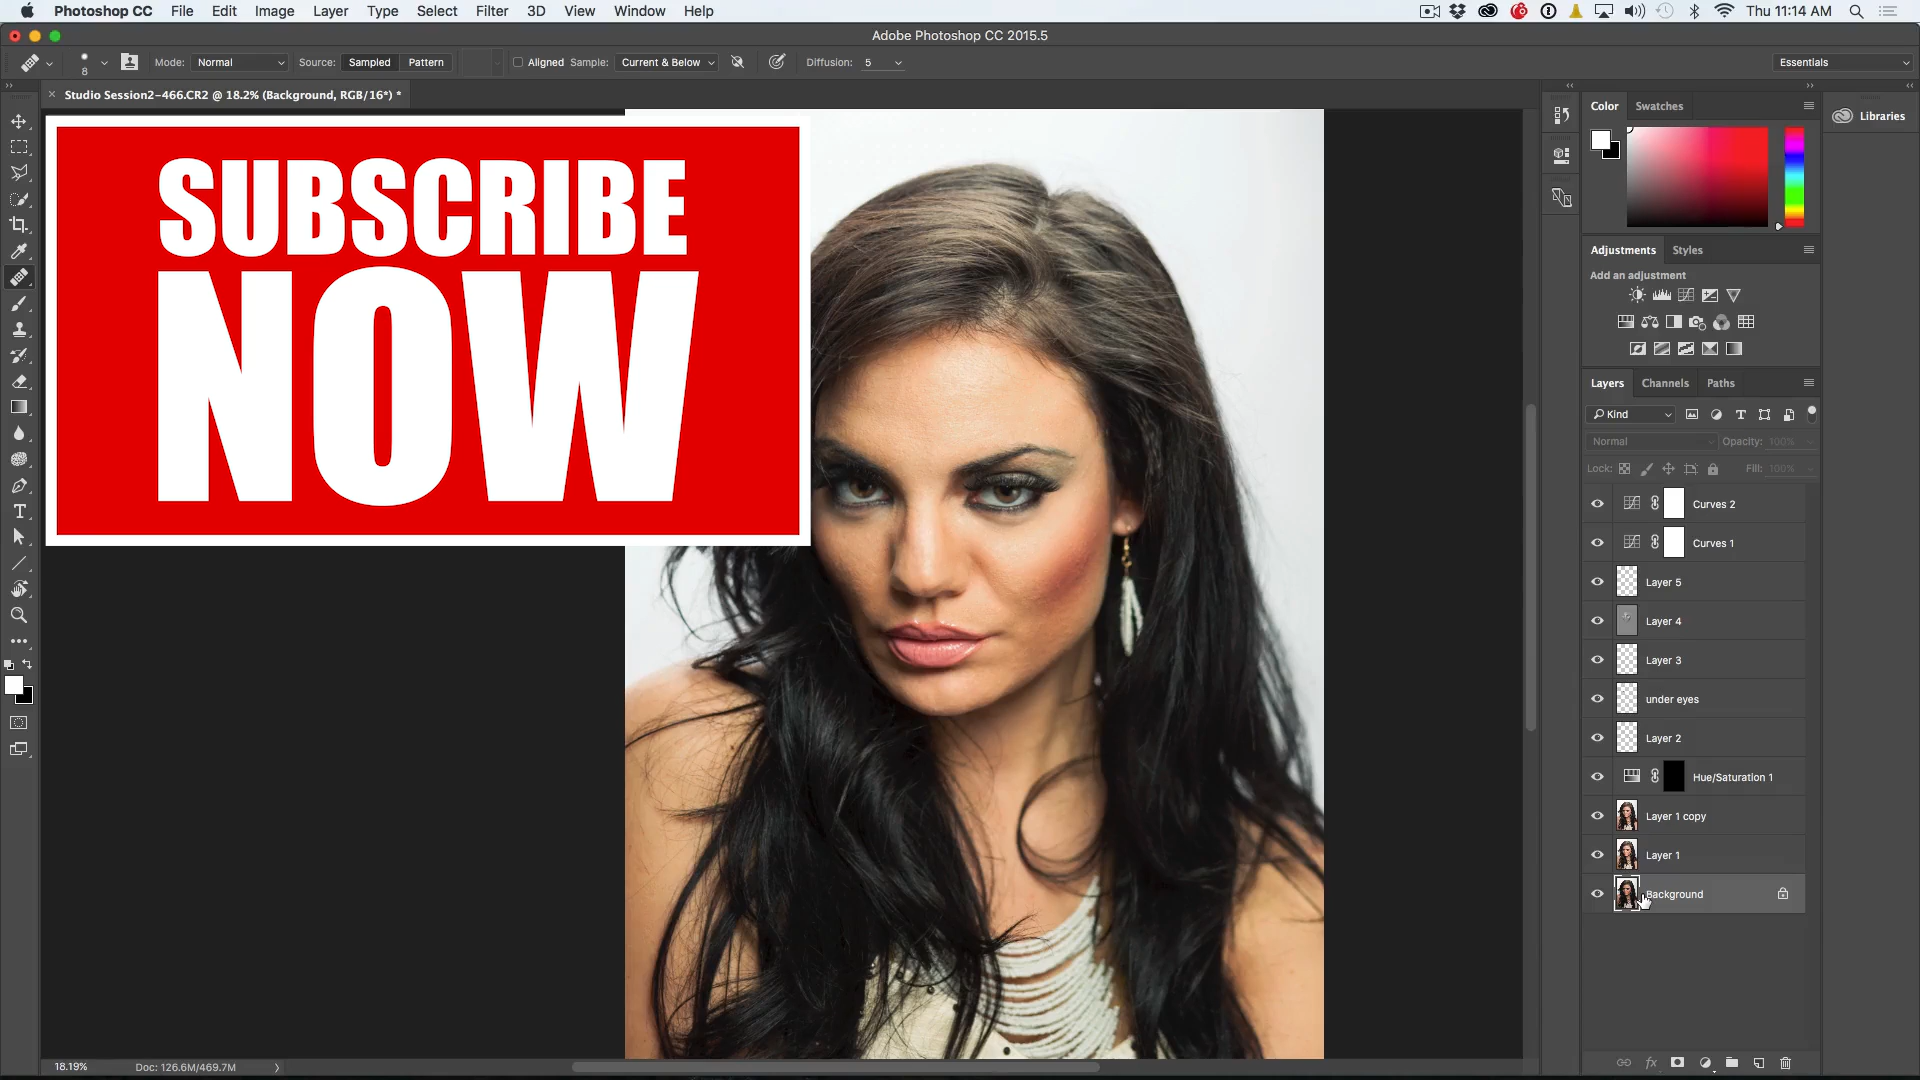 Photoshop CC File Edit Image Layer Type Select Filter 3D View Window Help Thu 11:14 AM
Adobe Photoshop CC 2015.5
8 Mode: Normal Source: Sampled Pattern Aligned Sample: Current & Below Diffusion: 5 Essentials
× Studio Session2-466.CR2 @ 18.2% (Background, RGB/16*) *
SUBSCRIBE
NOW
Color Swatches
Libraries
Adjustments Styles
Add an adjustment
Layers Channels Paths
Kind
Normal Opacity: 100%
Lock: Fill: 100%
Curves 2
Curves 1
Layer 5
Layer 4
Layer 3
under eyes
Layer 2
Hue/Saturation 1
Layer 1 copy
Layer 1
Background
18.19% Doc: 126.6M/469.7M